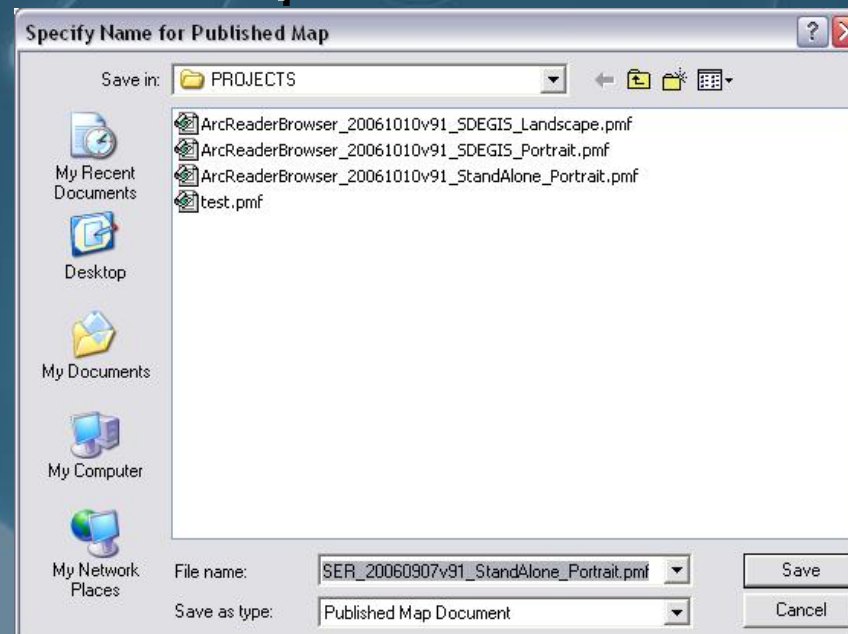 Specify Name for Published Map
Save in: PROJECTS
ArcReaderBrowser_20061010v91_SDEGIS_Landscape.pmf
ArcReaderBrowser_20061010v91_SDEGIS_Portrait.pmf
ArcReaderBrowser_20061010v91_StandAlone_Portrait.pmf
test.pmf
My Recent
Documents
Desktop
My Documents
My Computer
My Network
Places
File name: SER_20060907v91_StandAlone_Portrait.pmf Save
Save as type: Published Map Document Cancel